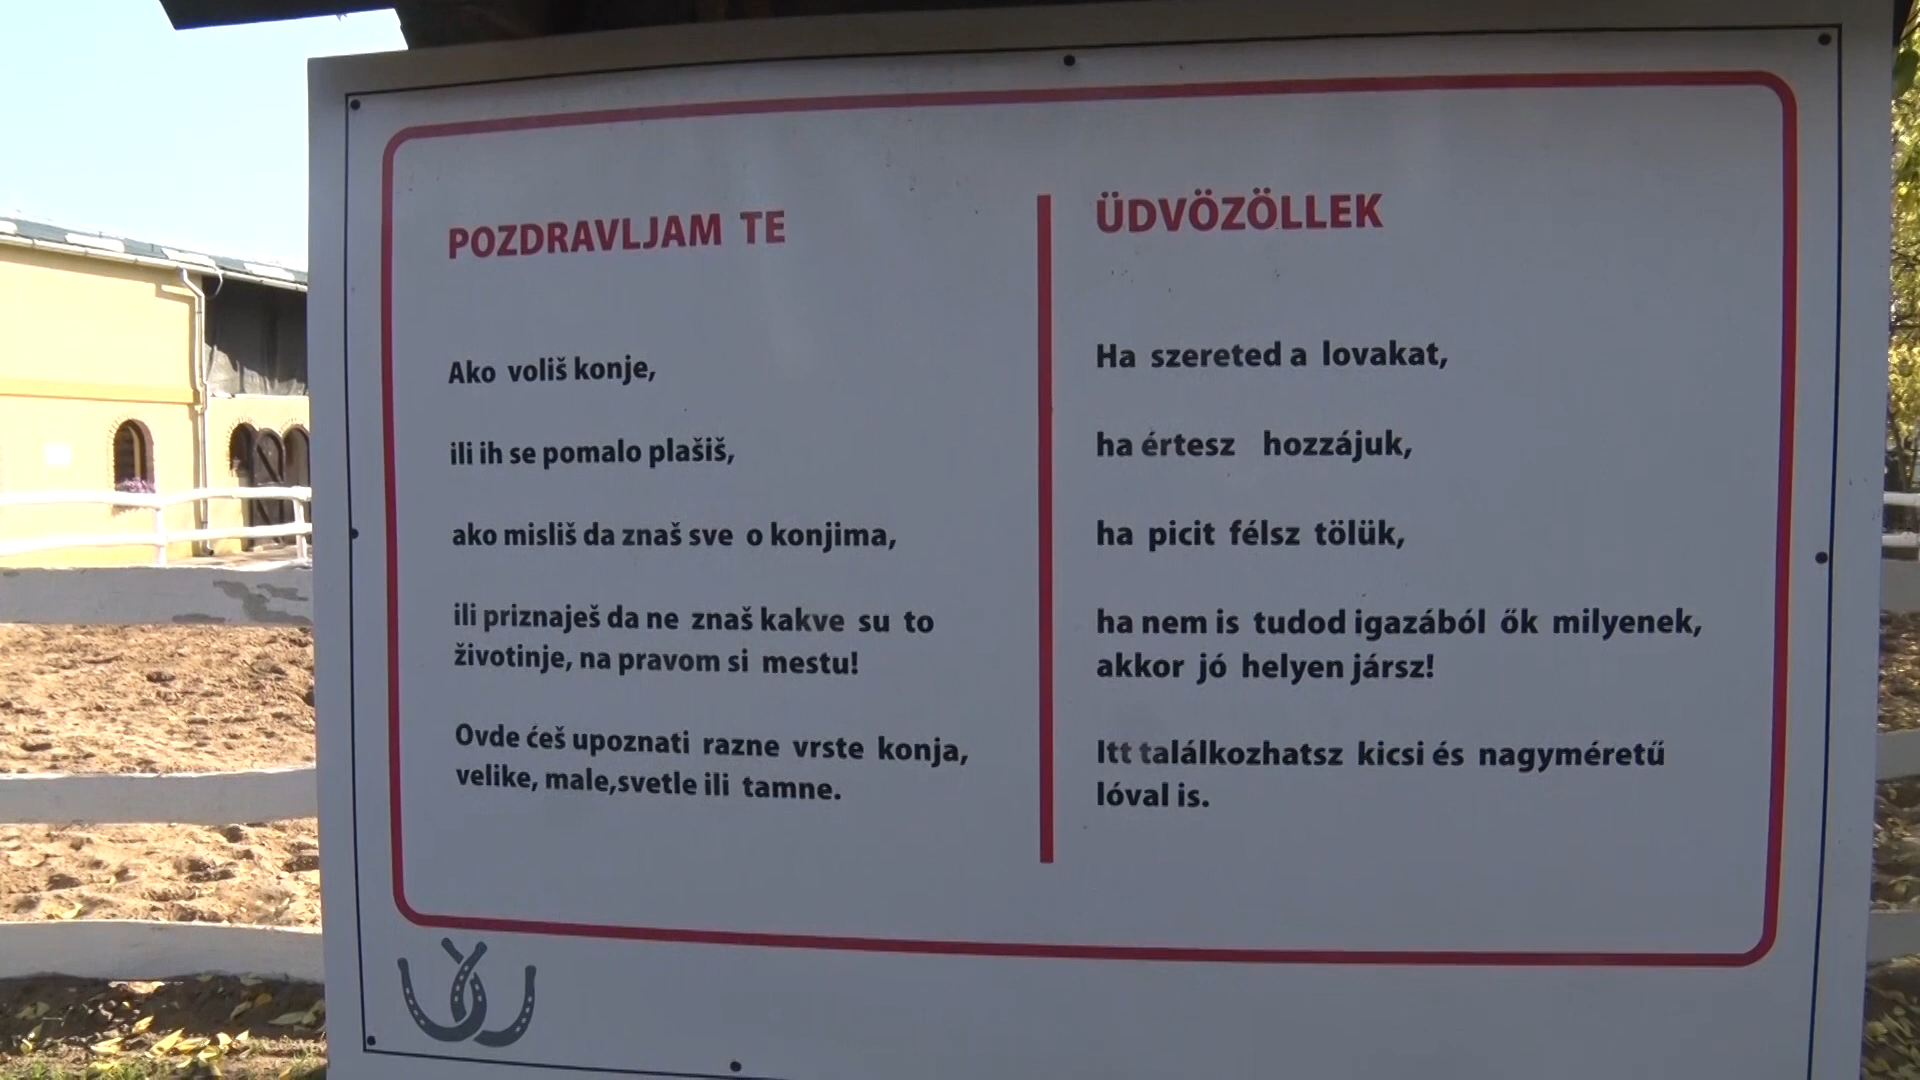 POZDRAVLJAM TE
Ako voliš konje,
ili ih se pomalo plašiš,
ako misliš da znaš sve o konjima,
ili priznaješ da ne znaš kakve su to
životinje, na pravom si mestu!
Ovde ćeš upoznati razne vrste konja,
velike, male,svetle ili tamne.
ÜDVÖZÖLLEK
Ha szereted a lovakat,
ha értesz hozzájuk,
ha picit félsz tölük,
ha nem is tudod igazából ők milyenek,
akkor jó helyen jársz!
Itt találkozhatsz kicsi és nagyméretű
lóval is.